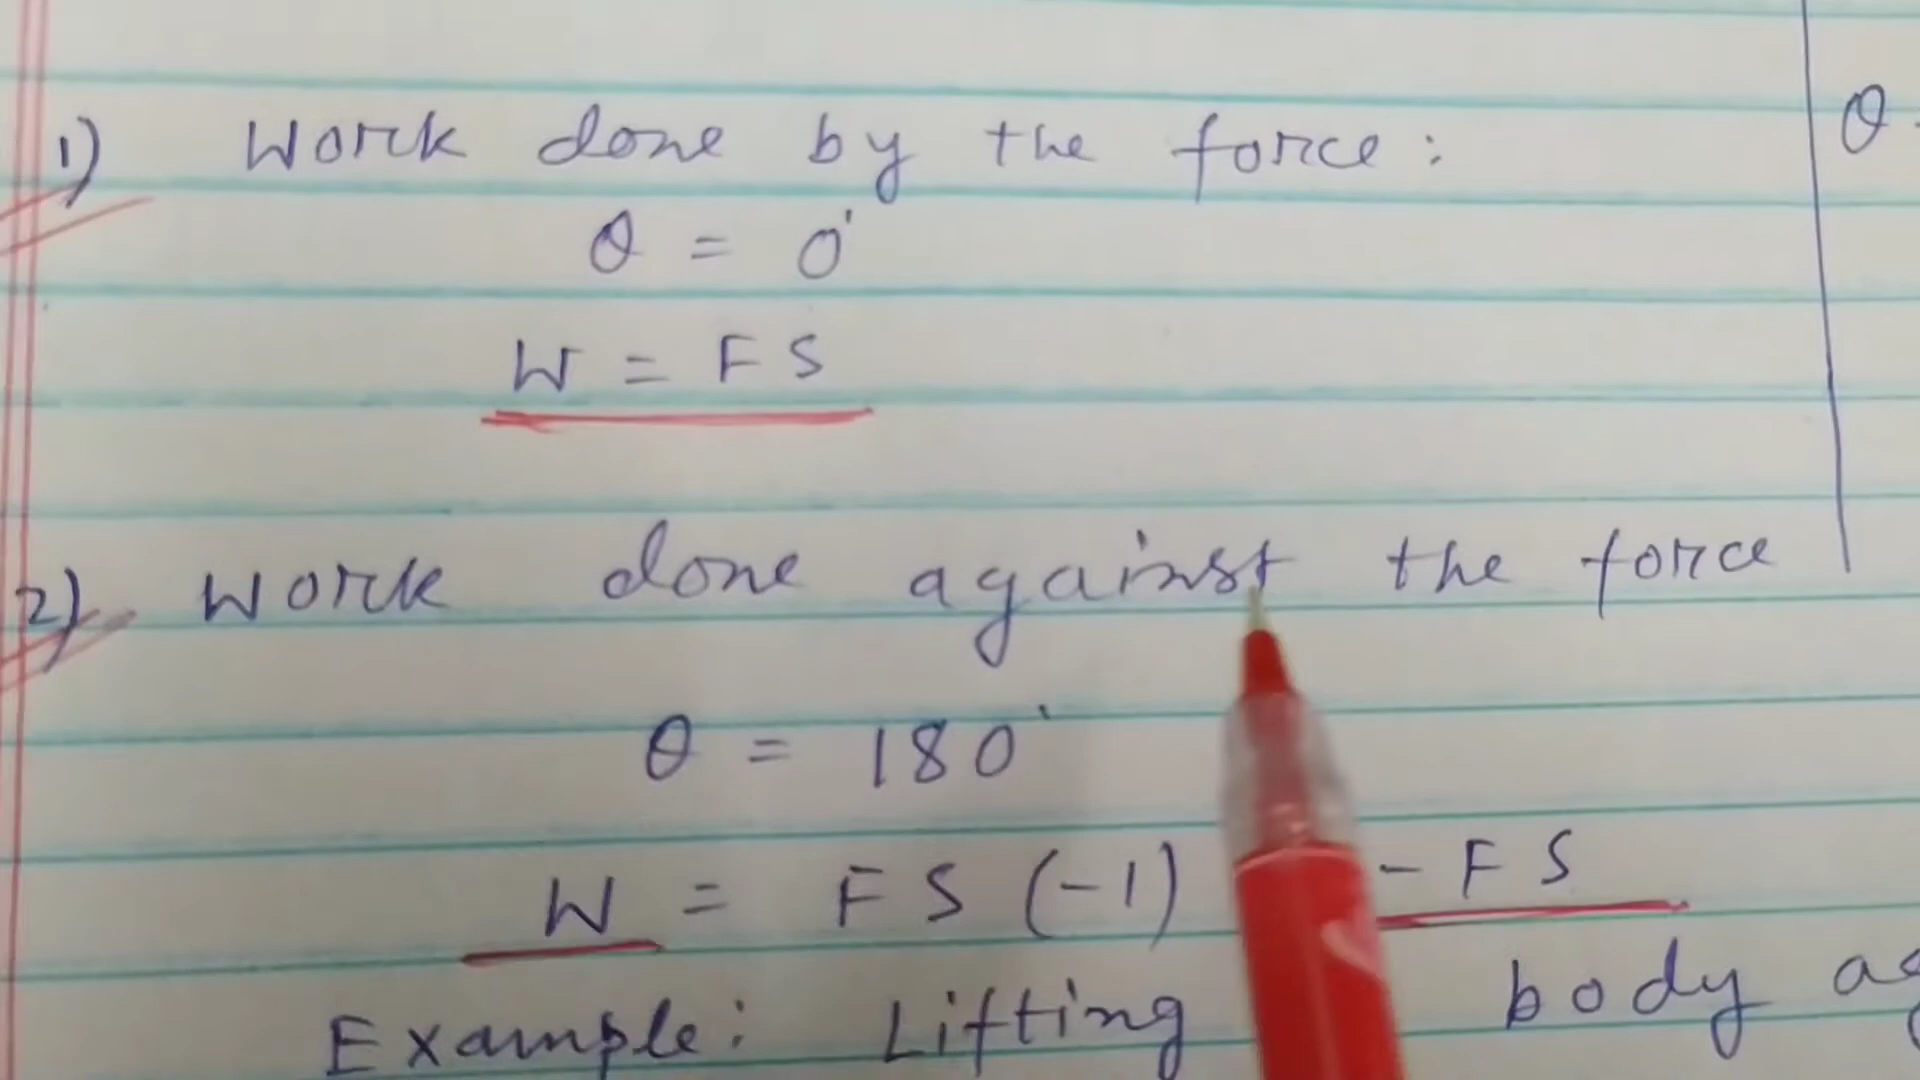 1) Work done by the force :
θ = 0°
W = FS
θ
2) Work done against the force
θ = 180°
W = FS (-1) - FS
Example: Lifting body